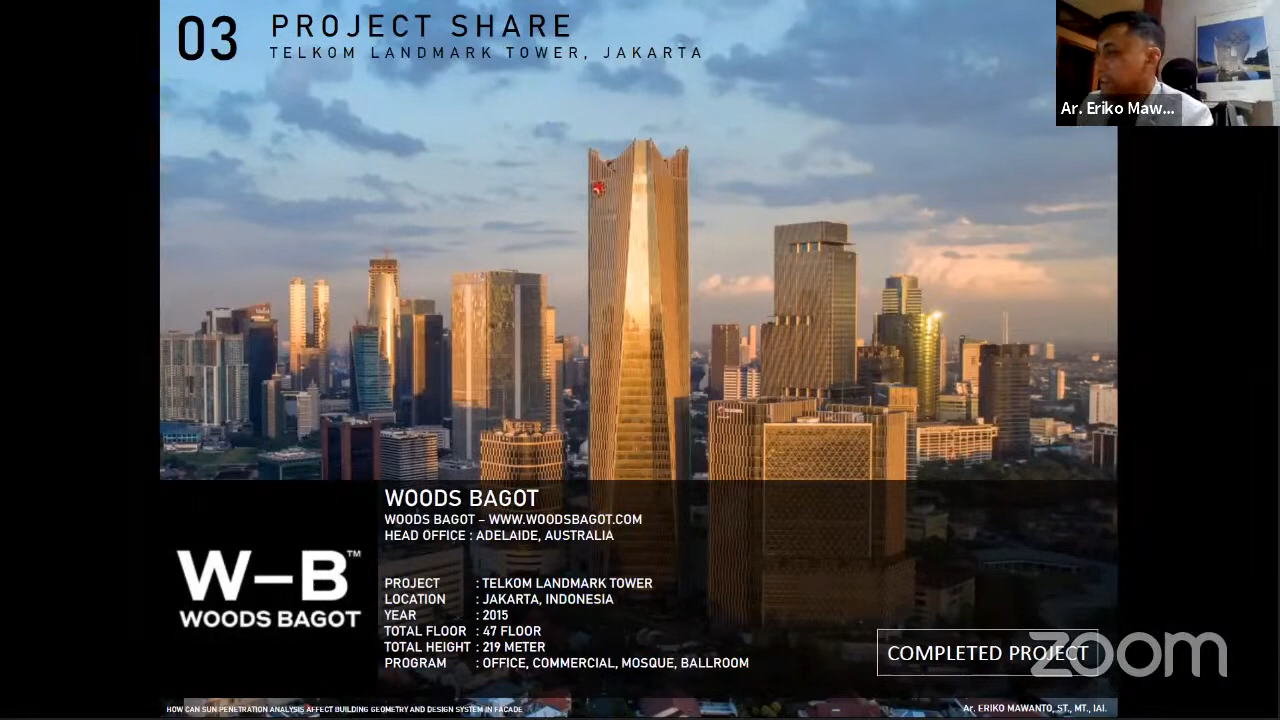 03
PROJECT SHARE
TELKOM LANDMARK TOWER, JAKARTA
Ar. Eriko Maw...
WOODS BAGOT
WOODS BAGOT – WWW.WOODSBAGOT.COM
HEAD OFFICE : ADELAIDE, AUSTRALIA
W–B™
WOODS BAGOT
PROJECT : TELKOM LANDMARK TOWER
LOCATION : JAKARTA, INDONESIA
YEAR : 2015
TOTAL FLOOR : 47 FLOOR
TOTAL HEIGHT : 219 METER
PROGRAM : OFFICE, COMMERCIAL, MOSQUE, BALLROOM
COMPLETED PROJECT
zoom
HOW CAN SUN PENETRATION ANALYSIS AFFECT BUILDING GEOMETRY AND DESIGN SYSTEM IN FACADE
Ar. ERIKO MAWANTO, ST., MT., IAI.